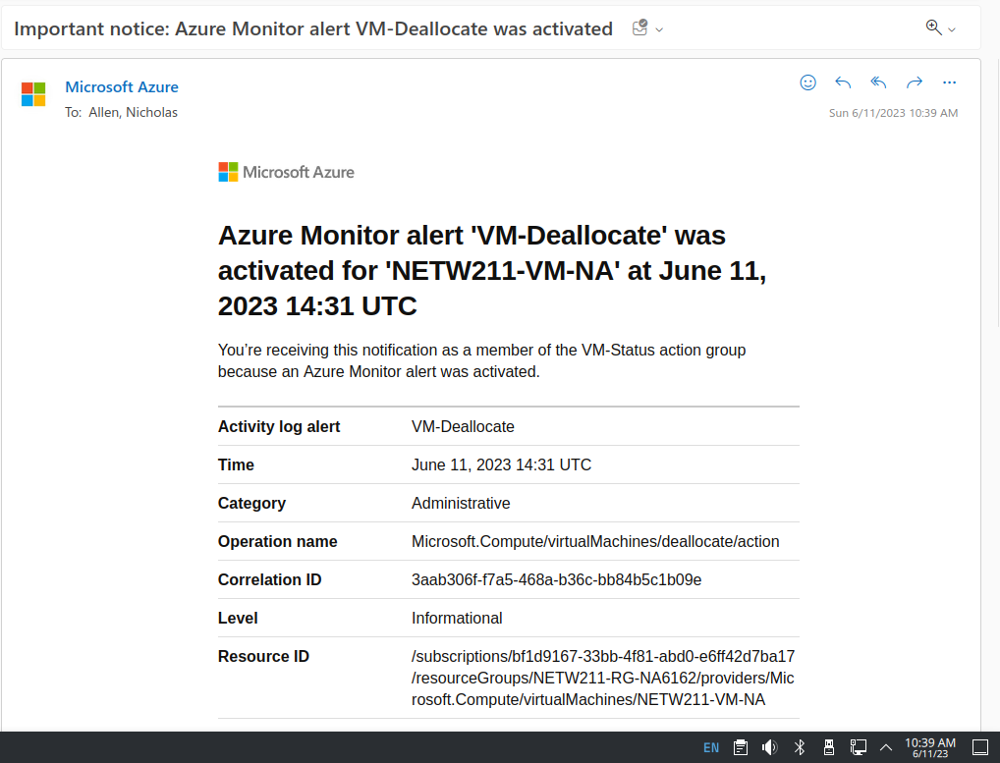 Important notice: Azure Monitor alert VM-Deallocate was activated
Microsoft Azure
To: Allen, Nicholas
Sun 6/11/2023 10:39 AM
Microsoft Azure
Azure Monitor alert 'VM-Deallocate' was
activated for 'NETW211-VM-NA' at June 11,
2023 14:31 UTC
You’re receiving this notification as a member of the VM-Status action group
because an Azure Monitor alert was activated.
Activity log alert VM-Deallocate
Time June 11, 2023 14:31 UTC
Category Administrative
Operation name Microsoft.Compute/virtualMachines/deallocate/action
Correlation ID 3aab306f-f7a5-468a-b36c-bb84b5c1b09e
Level Informational
Resource ID /subscriptions/bf1d9167-33bb-4f81-abd0-e6ff42d7ba17
/resourceGroups/NETW211-RG-NA6162/providers/Mic
rosoft.Compute/virtualMachines/NETW211-VM-NA
EN 10:39 AM
6/11/23